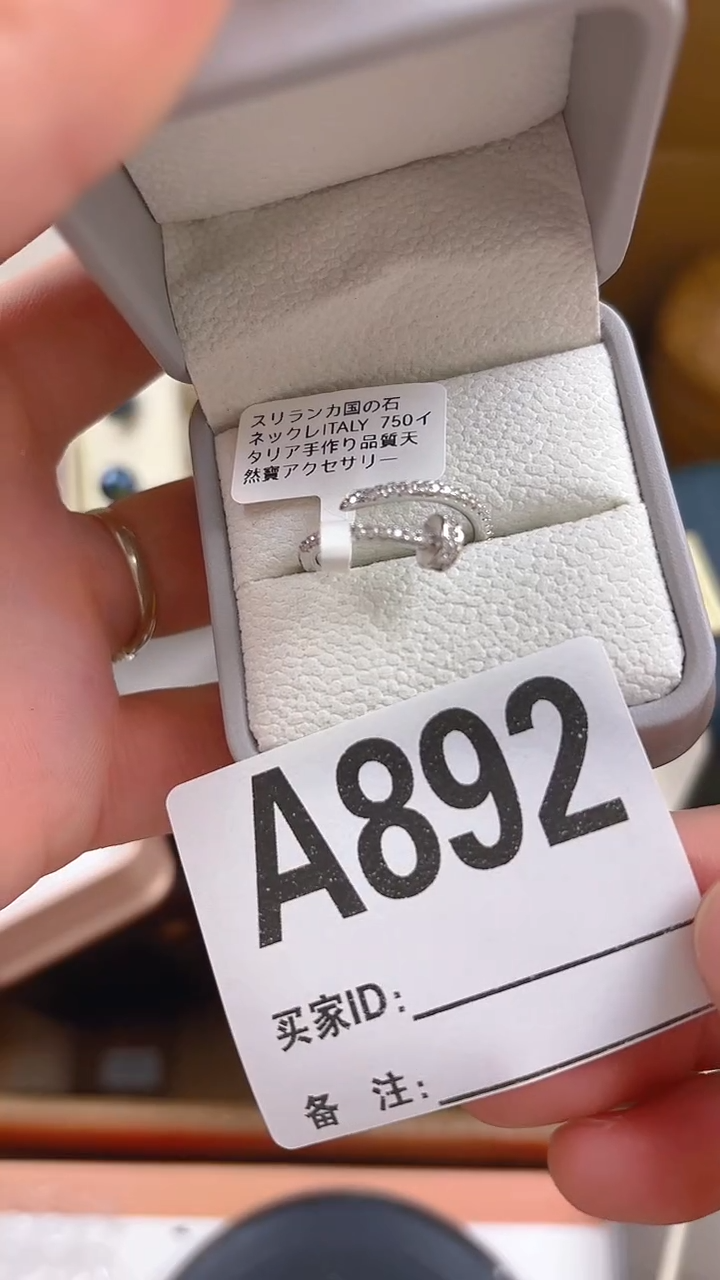 スリランカ国の石
ネックレITALY 750イ
タリア手作り品質天
然寶アクセサリー
A892
买家ID:
备 注: